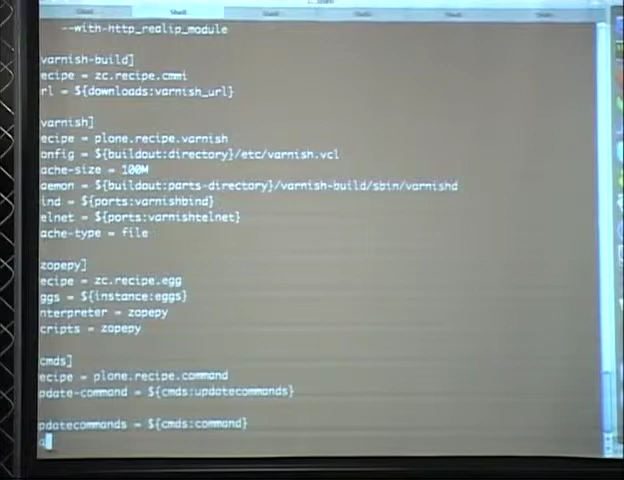 --with-http_realip_module
varnish-build]
ecipe = zc.recipe.cmmi
rl = ${downloads:varnish_url}
varnish]
ecipe = plone.recipe.varnish
onfig = ${buildout:directory}/etc/varnish.vcl
ache-size = 100M
aemon = ${buildout:parts-directory}/varnish-build/sbin/varnishd
ind = ${ports:varnishbind}
elnet = ${ports:varnishtelnet}
ache-type = file
zopepy]
ecipe = zc.recipe.egg
ggs = ${instance:eggs}
nterpreter = zopepy
cripts = zopepy
cmds]
ecipe = plone.recipe.command
pdate-command = ${cmds:updatecommands}
pdatecommands = ${cmds:command}